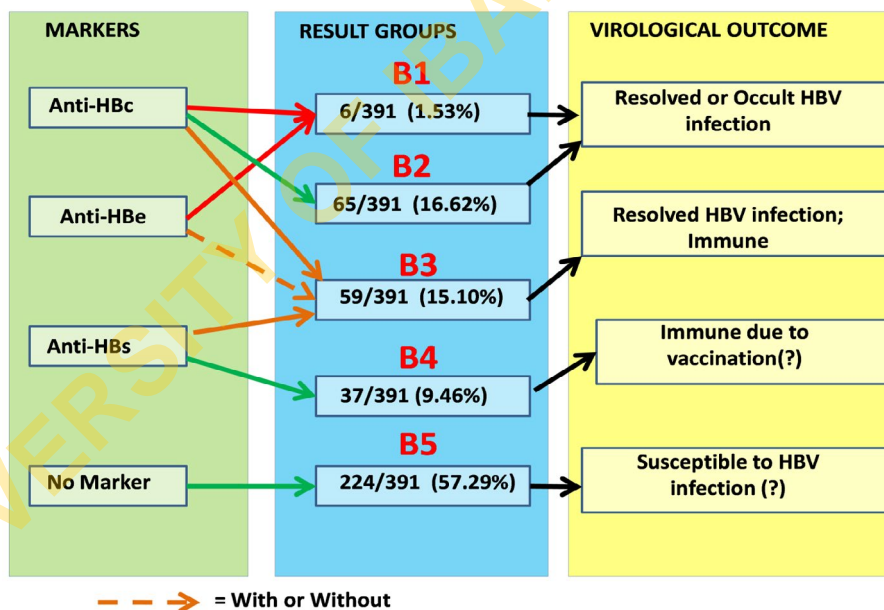 MARKERS
RESULT GROUPS
VIROLOGICAL OUTCOME
Anti-HBc
Anti-HBe
Anti-HBs
No Marker
B1
6/391 (1.53%)
B2
65/391 (16.62%)
B3
59/391 (15.10%)
B4
37/391 (9.46%)
B5
224/391 (57.29%)
Resolved or Occult HBV
infection
Resolved HBV infection;
Immune
Immune due to
vaccination(?)
Susceptible to HBV
infection (?)
= With or Without
VERSITY OF IBA